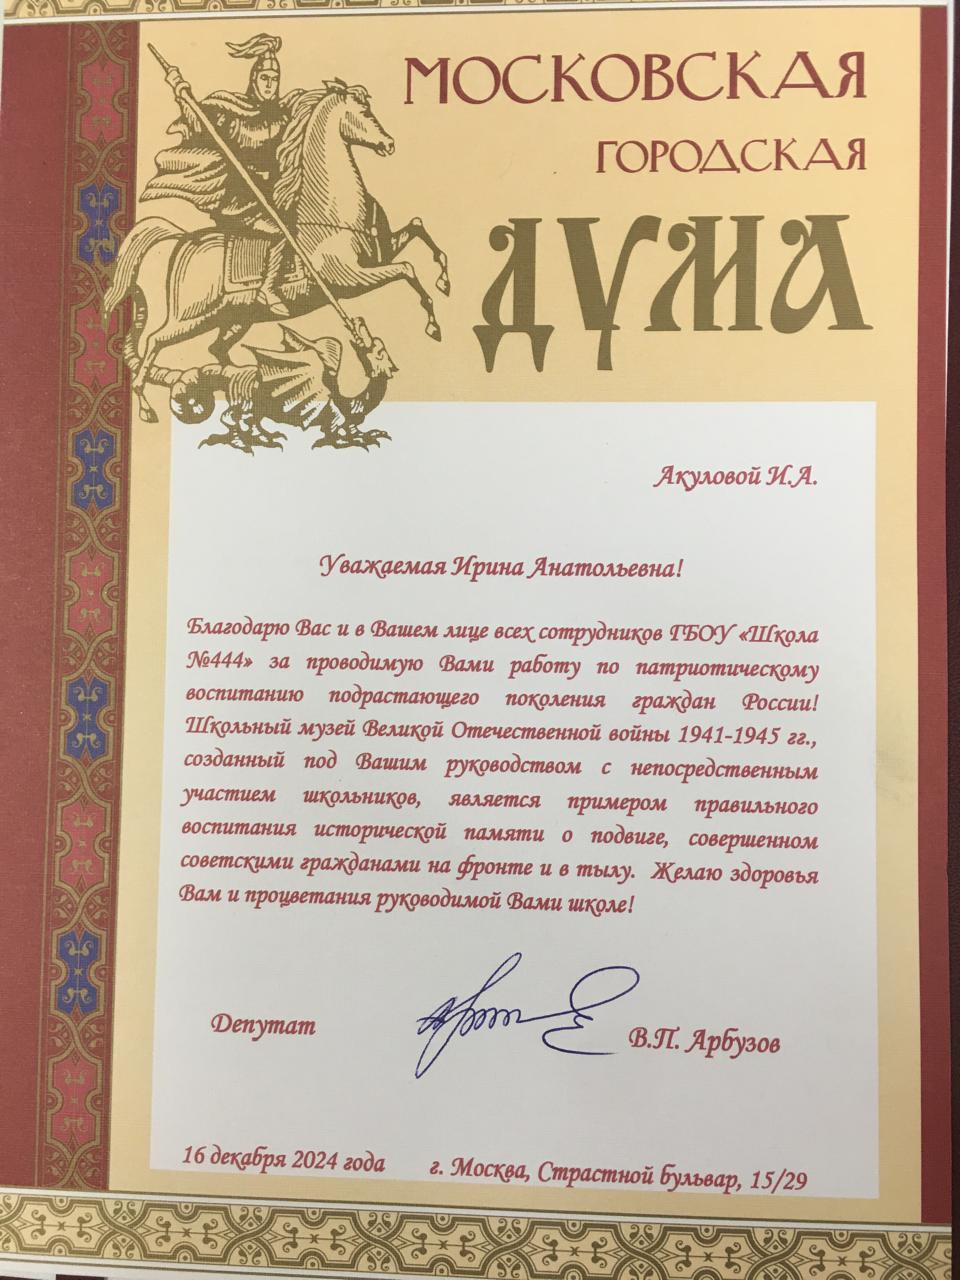 МОСКОВСКАЯ
ГОРОДСКАЯ
ДУМА
Акуловой И.А.
Уважаемая Ирина Анатольевна!
Благодарю Вас и в Вашем лице всех сотрудников ГБОУ «Школа
№444» за проводимую Вами работу по патриотическому
воспитанию подрастающего поколения граждан России!
Школьный музей Великой Отечественной войны 1941-1945 гг.,
созданный под Вашим руководством с непосредственным
участием школьников, является примером правильного
воспитания исторической памяти о подвиге, совершенном
советскими гражданами на фронте и в тылу. Желаю здоровья
Вам и процветания руководимой Вами школе!
Депутат
В.П. Арбузов
16 декабря 2024 года г. Москва, Страстной бульвар, 15/29